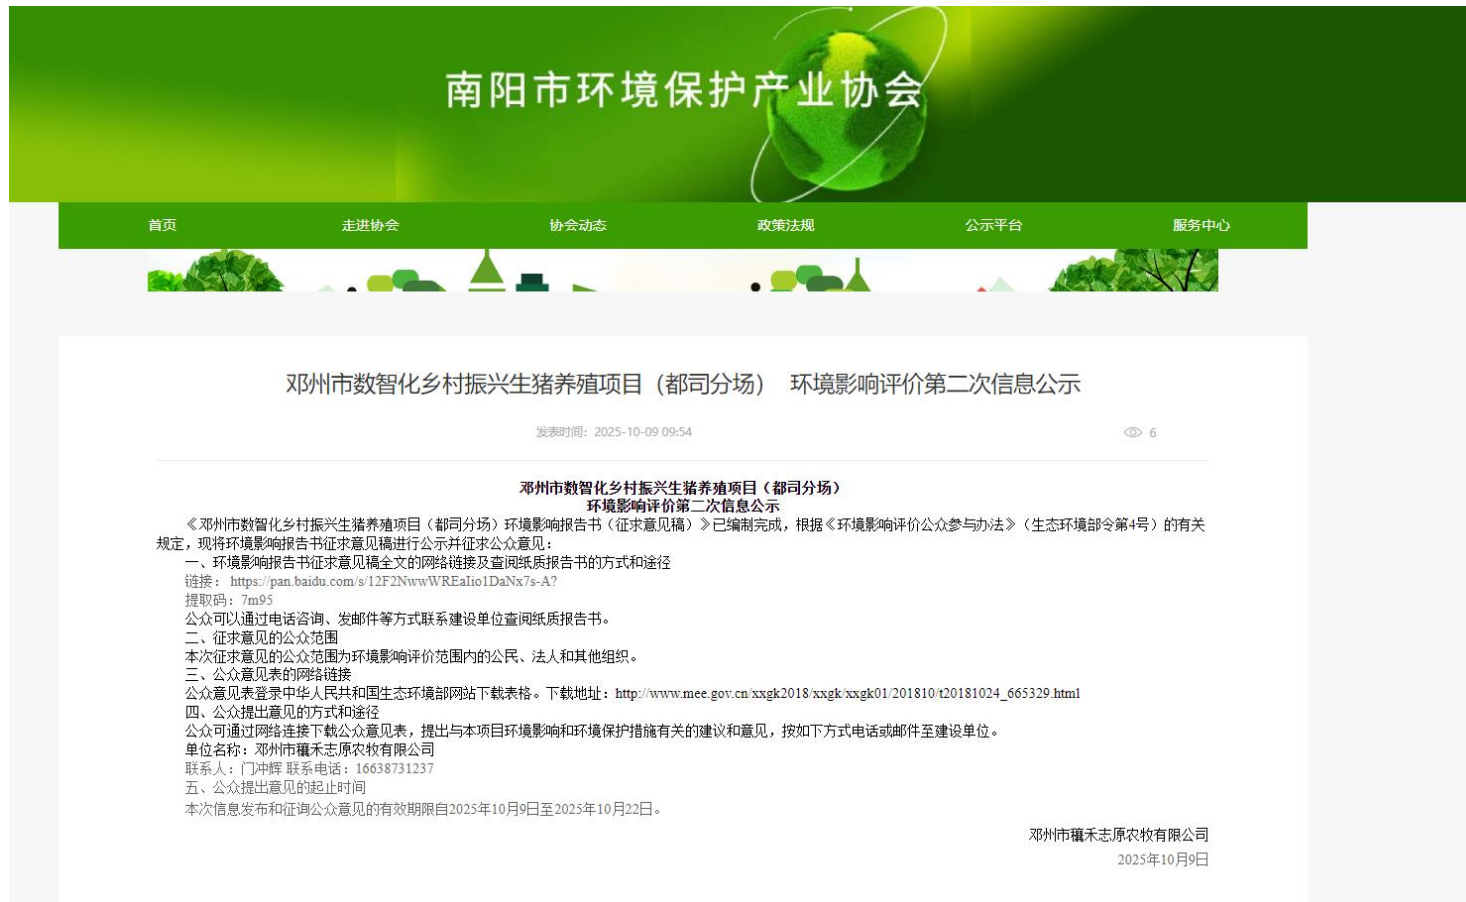 南阳市环境保护产业协会
首页 走进协会 协会动态 政策法规 公示平台 服务中心
邓州市数智化乡村振兴生猪养殖项目（都司分场） 环境影响评价第二次信息公示
发表时间：2025-10-09 09:54 6
邓州市数智化乡村振兴生猪养殖项目（都司分场）
环境影响评价第二次信息公示
《邓州市数智化乡村振兴生猪养殖项目（都司分场）环境影响报告书（征求意见稿）》已编制完成，根据《环境影响评价公众参与办法》（生态环境部令第4号）的有关
规定，现将环境影响报告书征求意见稿进行公示并征求公众意见：
一、环境影响报告书征求意见稿全文的网络链接及查阅纸质报告书的方式和途径
链接： https://pan.baidu.com/s/12F2NwwWREaIio1DaNx7s-A?
提取码：7m95
公众可以通过电话咨询、发邮件等方式联系建设单位查阅纸质报告书。
二、征求意见的公众范围
本次征求意见的公众范围为环境影响评价范围内的公民、法人和其他组织。
三、公众意见表的网络链接
公众意见表登录中华人民共和国生态环境部网站下载表格。下载地址：http://www.mee.gov.cn/xxgk2018/xxgk/xxgk01/201810/t20181024_665329.html
四、公众提出意见的方式和途径
公众可通过网络连接下载公众意见表，提出与本项目环境影响和环境保护措施有关的建议和意见，按如下方式电话或邮件至建设单位。
单位名称：邓州市穰禾志原农牧有限公司
联系人：门冲辉 联系电话：16638731237
五、公众提出意见的起止时间
本次信息发布和征询公众意见的有效期限自2025年10月9日至2025年10月22日。
邓州市穰禾志原农牧有限公司
2025年10月9日